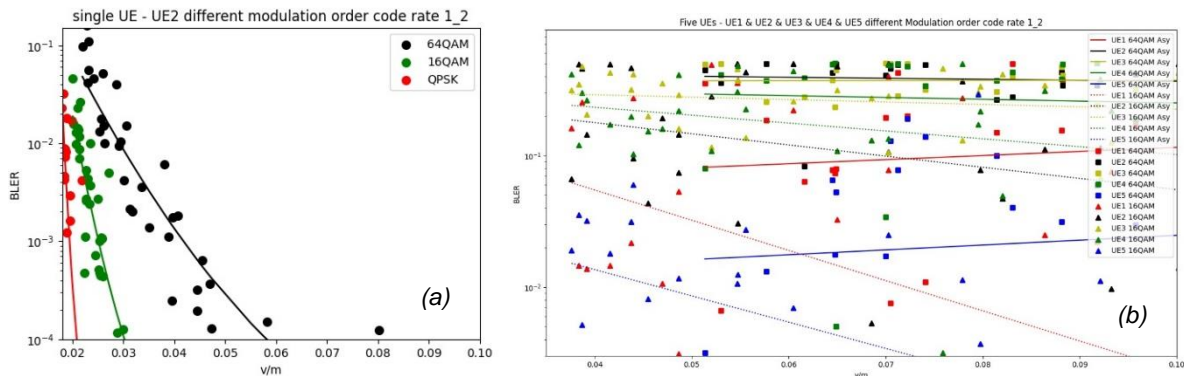 single UE - UE2 different modulation order code rate 1_2
10⁻¹
10⁻²
10⁻³
10⁻⁴
BLER
64QAM
16QAM
QPSK
(a)
0.02 0.03 0.04 0.05 0.06 0.07 0.08 0.09 0.10
v/m
Five UEs - UE1 & UE2 & UE3 & UE4 & UE5 different Modulation order code rate 1_2
10⁻¹
10⁻²
BLER
UE1 64QAM Asy
UE2 64QAM Asy
UE3 64QAM Asy
UE4 64QAM Asy
UE5 64QAM Asy
UE1 16QAM Asy
UE2 16QAM Asy
UE3 16QAM Asy
UE4 16QAM Asy
UE5 16QAM Asy
UE1 64QAM
UE2 64QAM
UE3 64QAM
UE4 64QAM
UE5 64QAM
UE1 16QAM
UE2 16QAM
UE3 16QAM
UE4 16QAM
UE5 16QAM
(b)
0.04 0.05 0.06 0.07 0.08 0.09 0.10
v/m